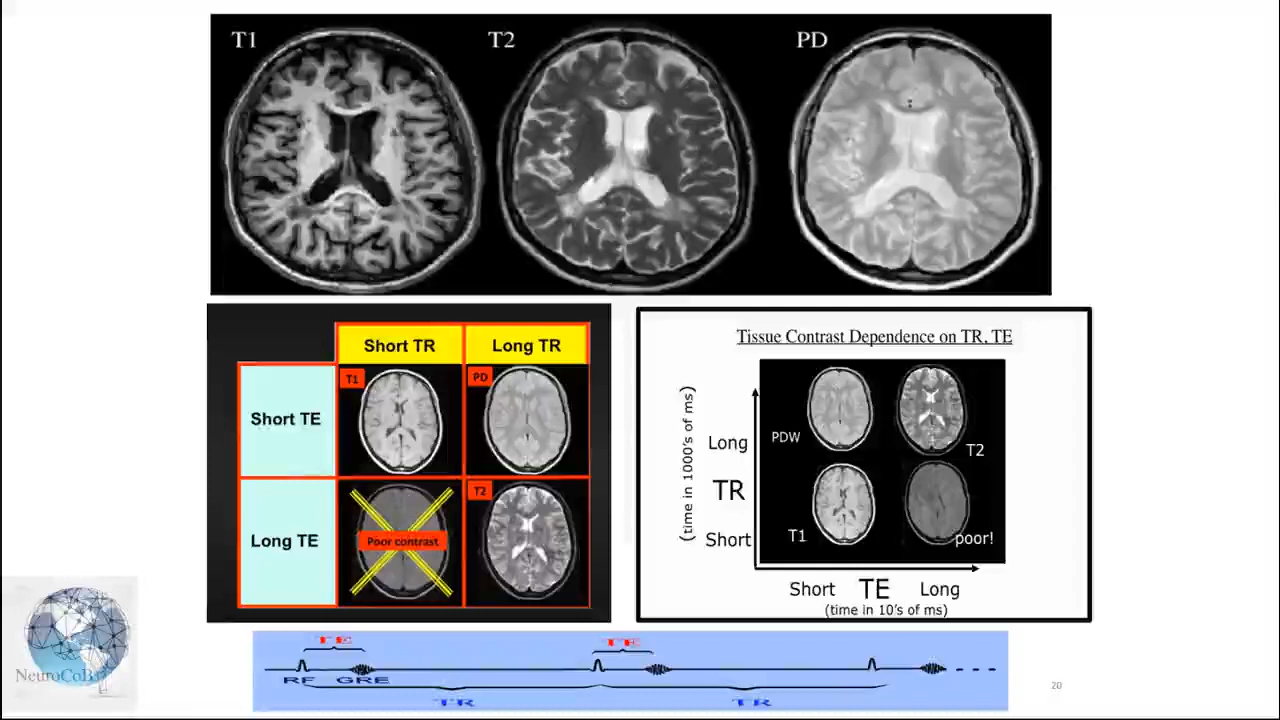 T1
T2
PD
Short TR
Long TR
Short TE
T1
PD
Long TE
Poor contrast
T2
Tissue Contrast Dependence on TR, TE
(time in 1000's of ms)
Long
TR
Short
PDW
T2
T1
poor!
Short TE Long
(time in 10's of ms)
TE
TE
RF GRE
TR
TR
20